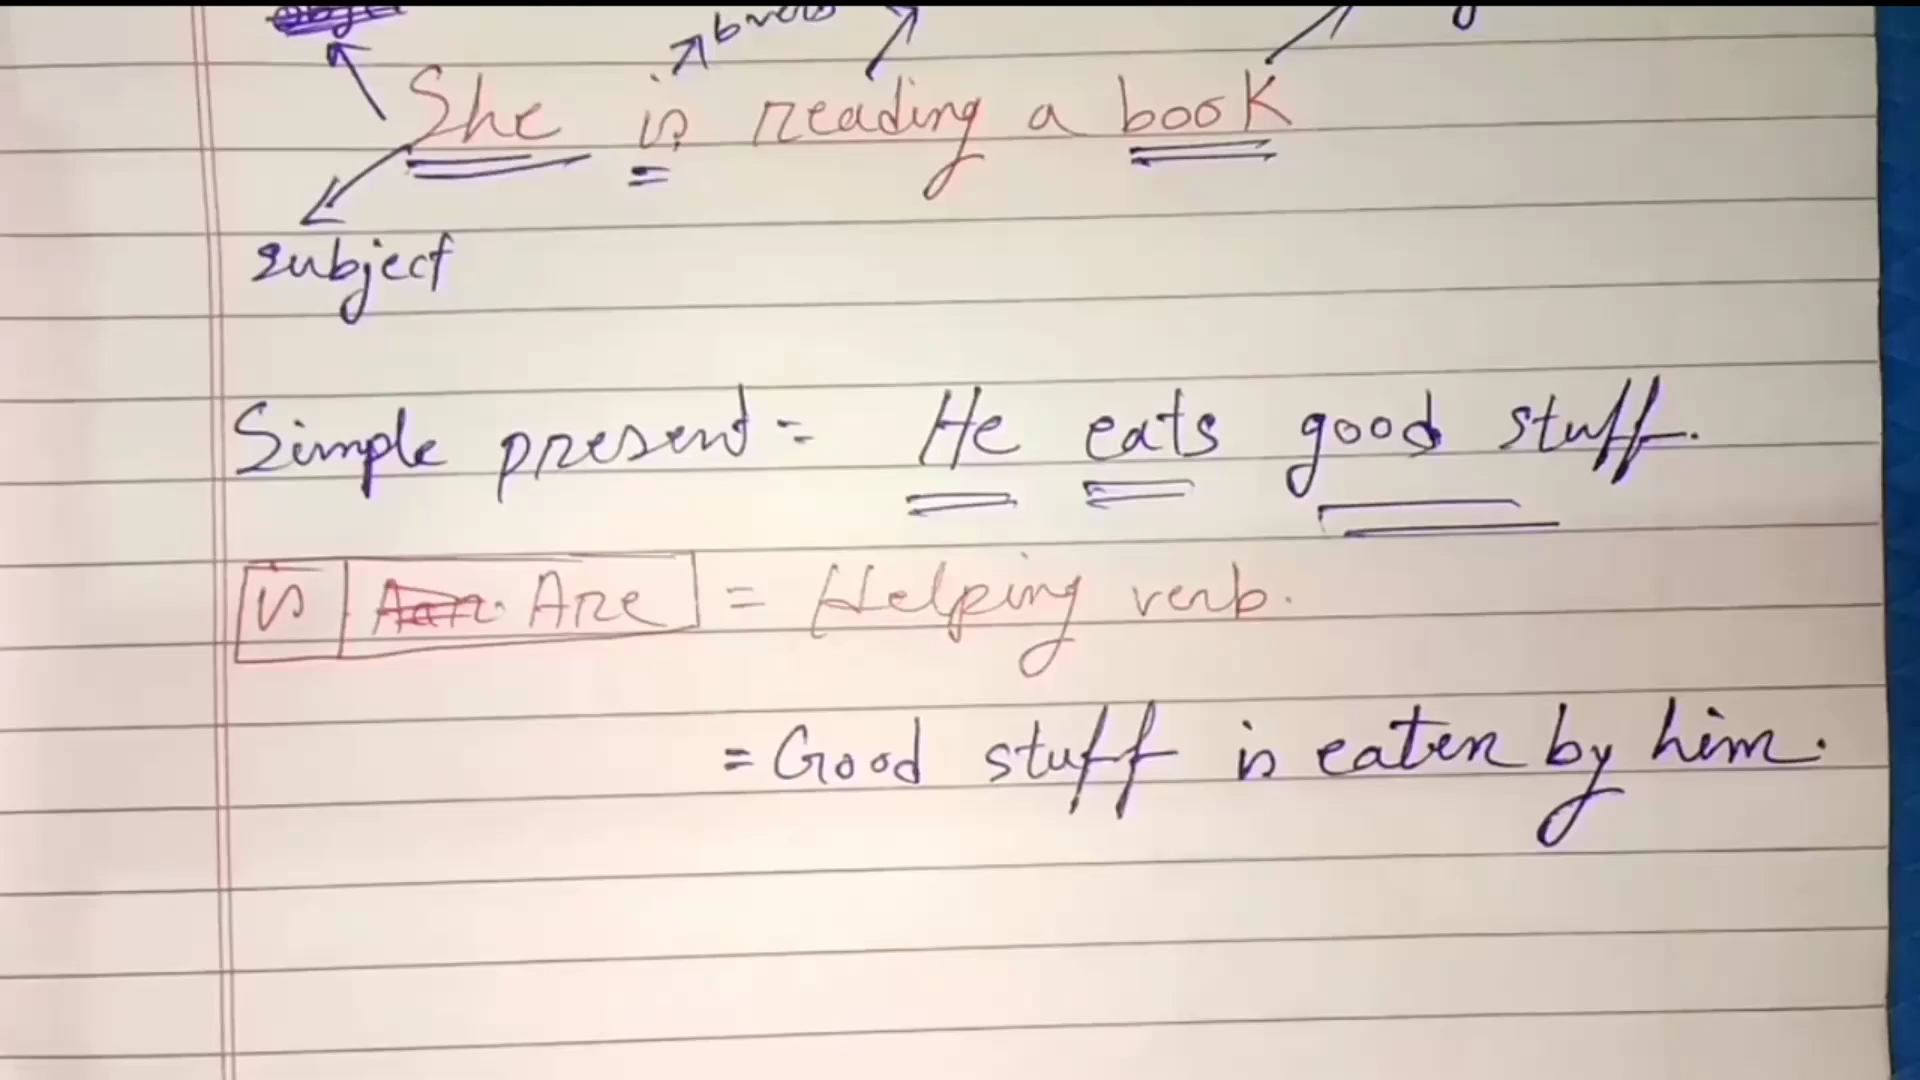 She is reading a book
subject
Simple present = He eats good stuff.
is Are = Helping verb.
= Good stuff is eaten by him.